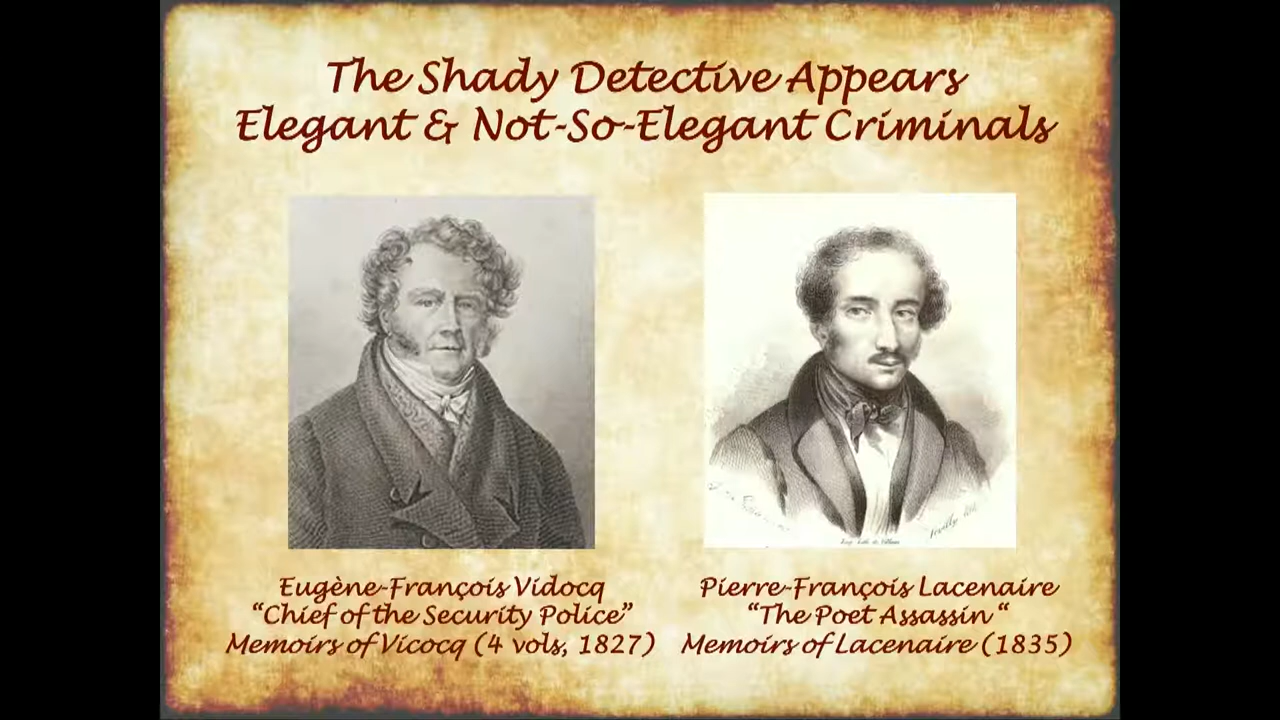 The Shady Detective Appears
Elegant & Not-So-Elegant Criminals
Eugène-François Vidocq
“Chief of the Security Police”
Memoirs of Vicocq (4 vols, 1827)
Pierre-François Lacenaire
“The Poet Assassin “
Memoirs of Lacenaire (1835)